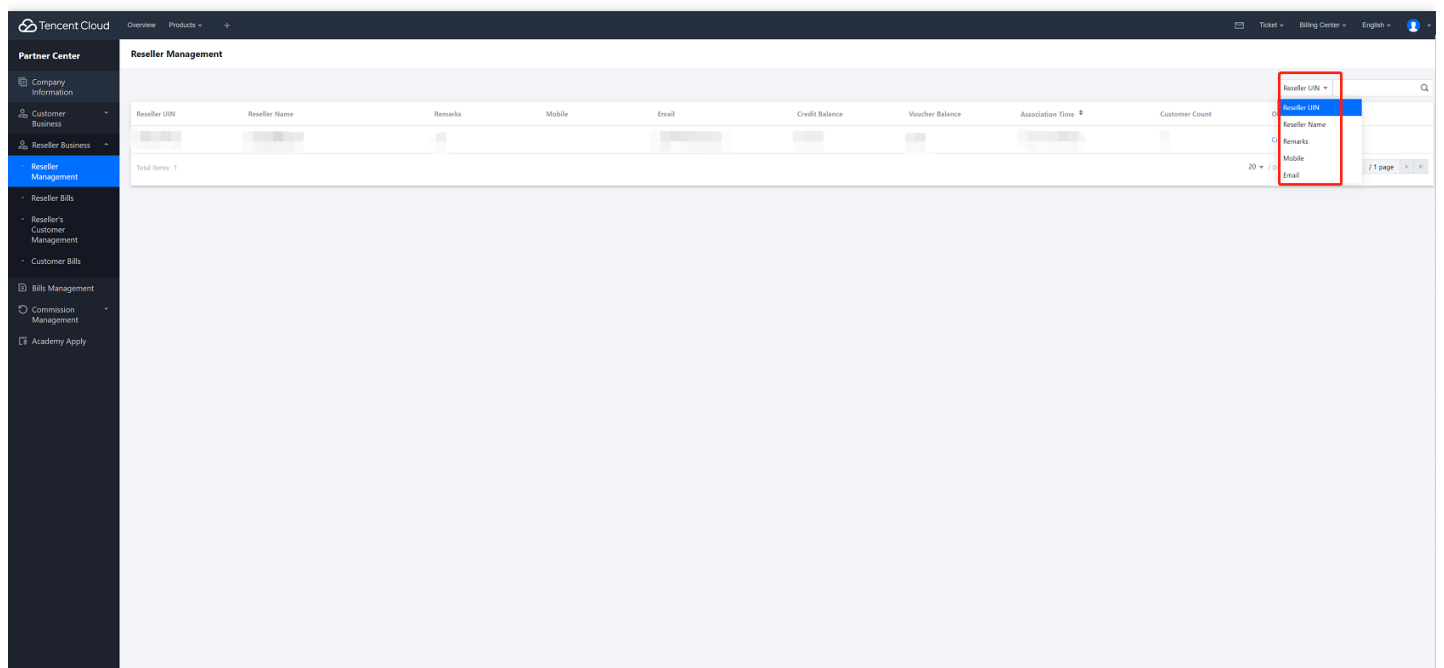 Tencent Cloud Overview Products + Ticket Billing Center English
Partner Center
Reseller Management
Company
Information
Customer
Business
Reseller Business
Reseller
Management
Reseller Bills
Reseller's
Customer
Management
Customer Bills
Bills Management
Commission
Management
Academy Apply
Reseller UIN
Reseller UIN Reseller Name Remarks Mobile Email Credit Balance Voucher Balance Association Time Customer Count
Total items: 1 20 / 1 page
Reseller UIN
Reseller Name
Remarks
Mobile
Email